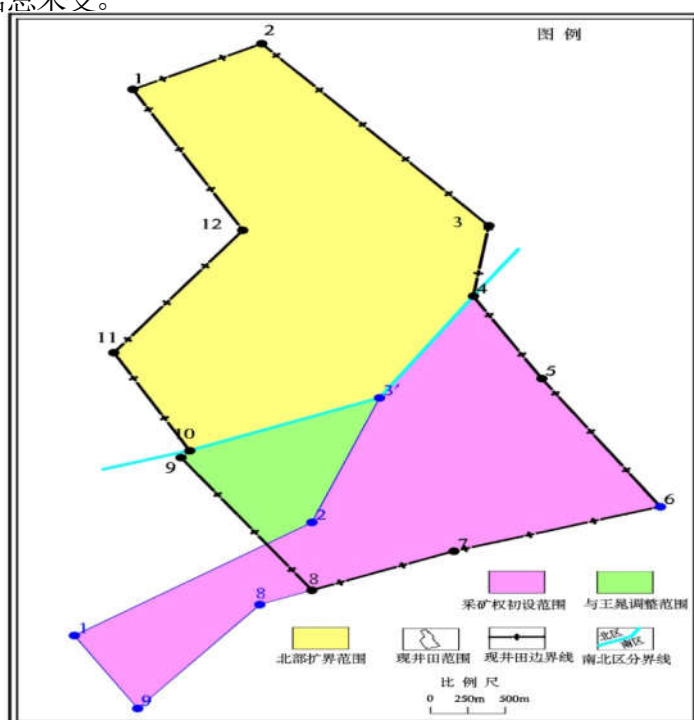 图 例
2
1
12
3
4
11
5
3′
10
9
2
6
7
8
8
1
9
采矿权初设范围
与王晁调整范围
北区
南区
北部扩界范围
现井田范围
现井田边界线
南北区分界线
比 例 尺
0 250m 500m